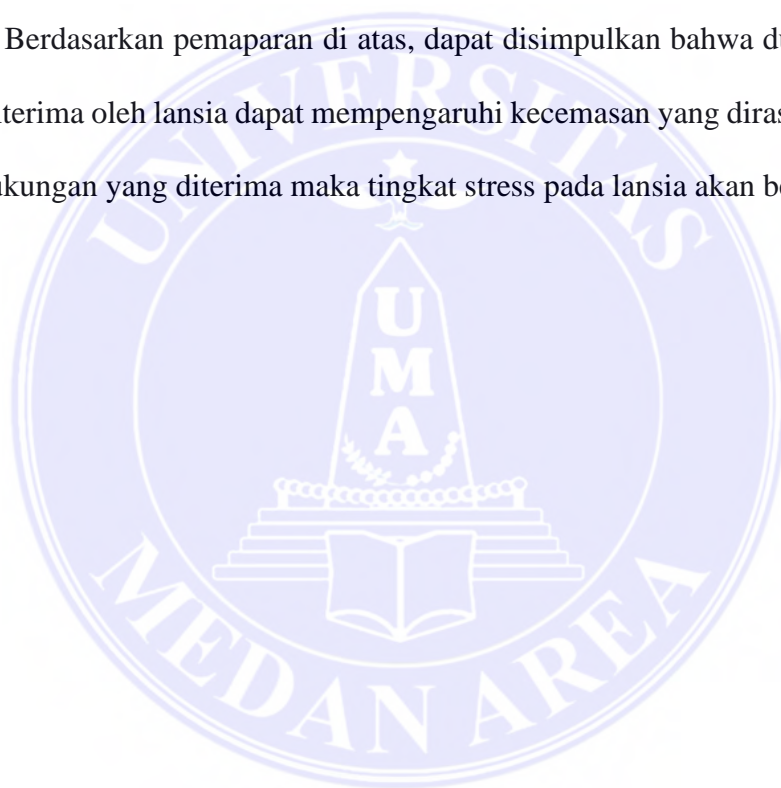 Berdasarkan pemaparan di atas, dapat disimpulkan bahwa
terima oleh lansia dapat mempengaruhi kecemasan yang
kungan yang diterima maka tingkat stress pada lansia akan
UNIVERSITAS
UMA
MEDAN AREA